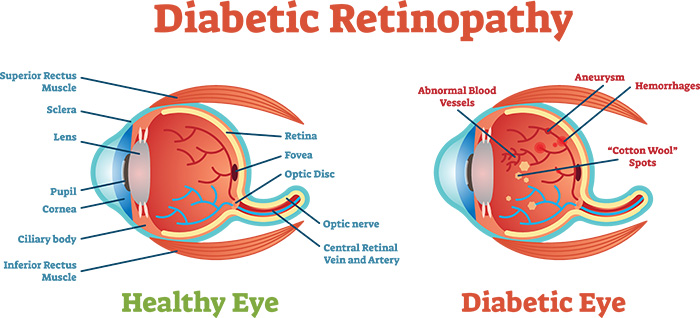 Diabetic Retinopathy
Superior Rectus
Muscle
Sclera
Lens
Pupil
Cornea
Ciliary body
Inferior Rectus
Muscle
Retina
Fovea
Optic Disc
Optic nerve
Central Retinal
Vein and Artery
Healthy Eye
Abnormal Blood
Vessels
Aneurysm
Hemorrhages
“Cotton Wool”
Spots
Diabetic Eye